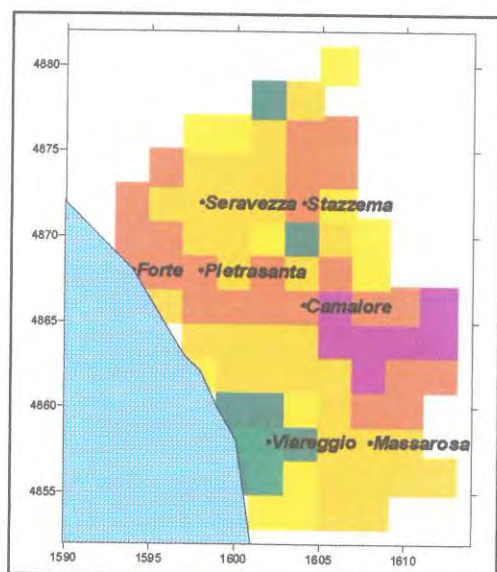 4880
4875
Seravezza Stazzema
4870
Forte Pietrasanta
Camaiore
4865
4860
Viareggio Massarosa
4855
1590 1595 1600 1605 1610